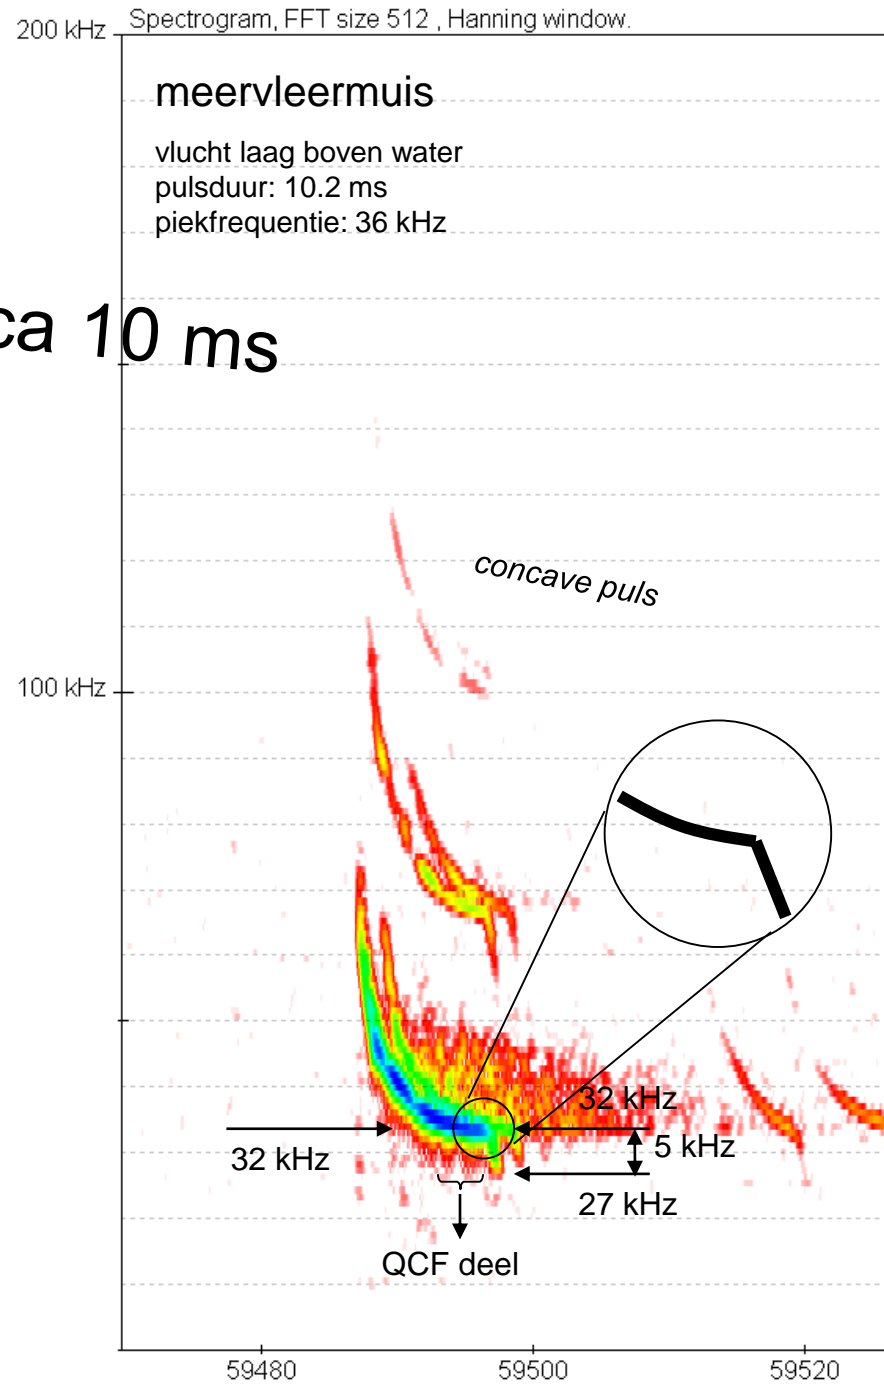 Spectrogram, FFT size 512 , Hanning window.
200 kHz
meervleermuis
vlucht laag boven water
pulsduur: 10.2 ms
piekfrequentie: 36 kHz
ca 10 ms
concave puls
100 kHz
32 kHz
32 kHz
5 kHz
27 kHz
QCF deel
59480
59500
59520